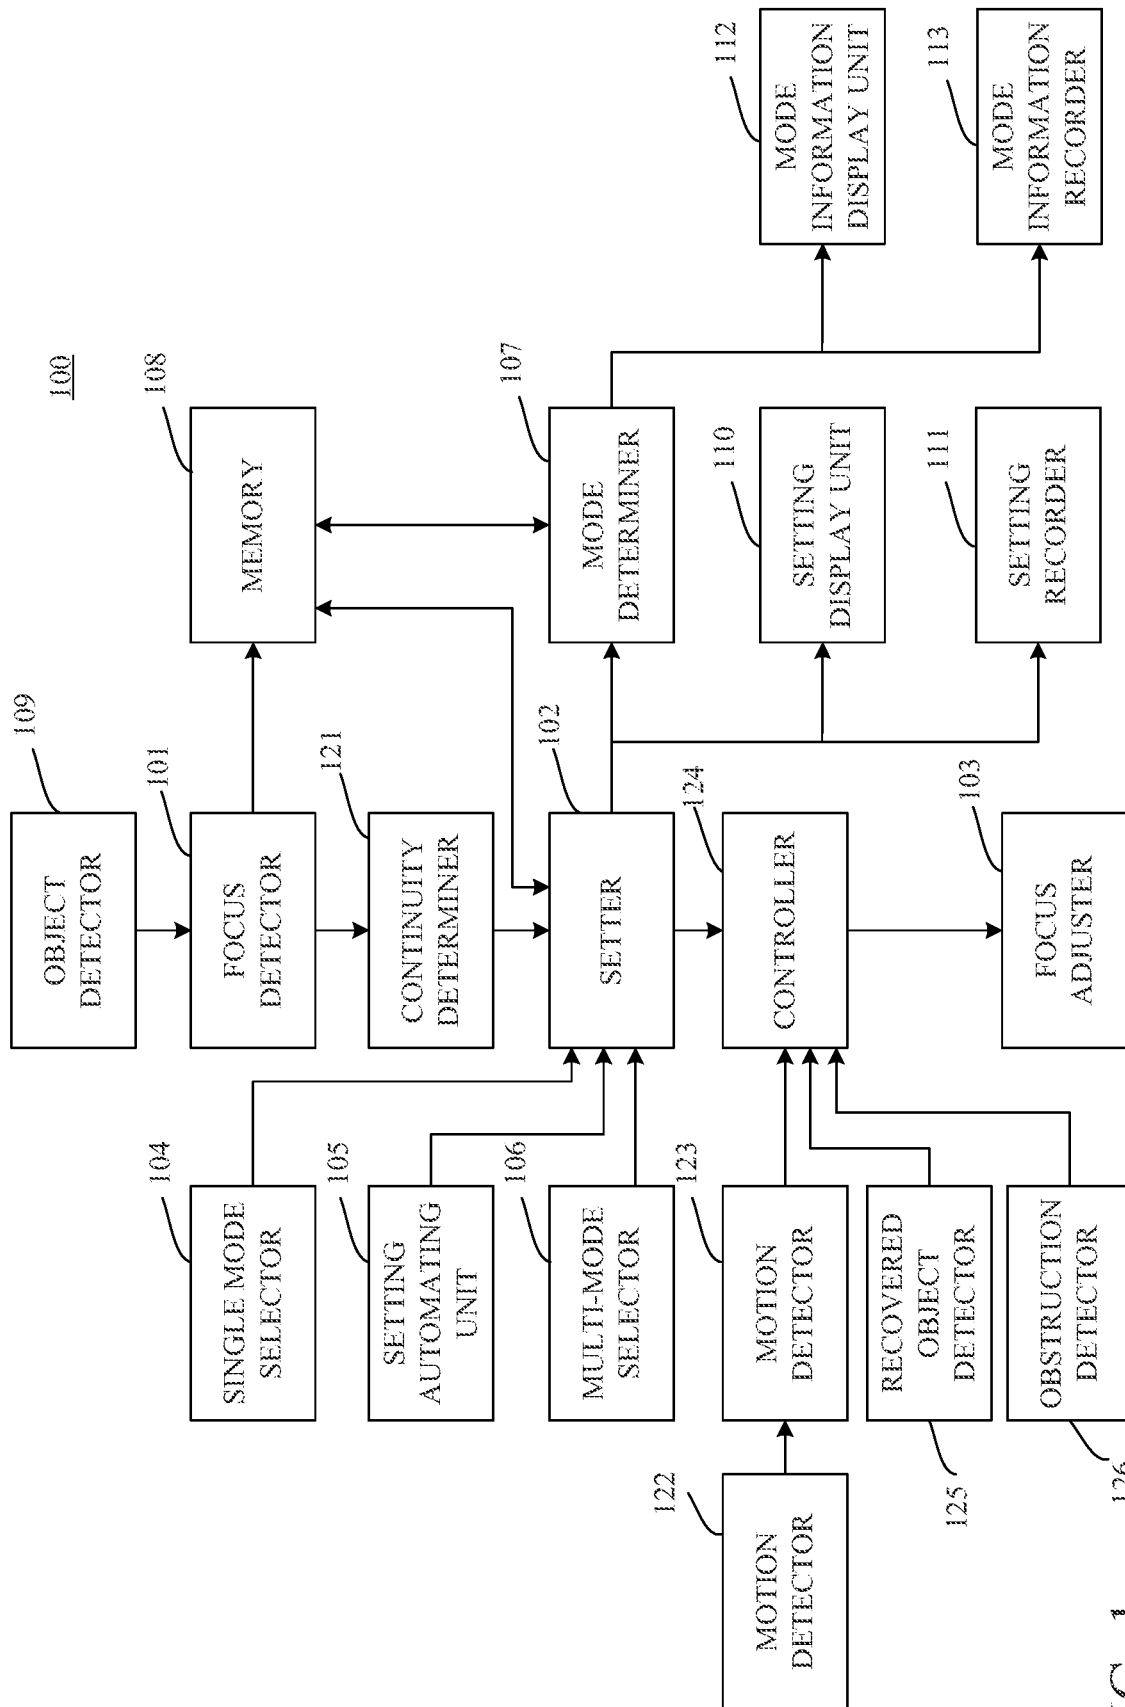 100
OBJECT
DETECTOR
109
FOCUS
DETECTOR
101
MEMORY
108
SINGLE MODE
SELECTOR
104
CONTINUITY
DETERMINER
121
SETTING
AUTOMATING
UNIT
105
SETTER
102
MODE
DETERMINER
107
MULTI-MODE
SELECTOR
106
MOTION
DETECTOR
122
MOTION
DETECTOR
123
CONTROLLER
124
SETTING
DISPLAY UNIT
110
MODE
INFORMATION
DISPLAY UNIT
112
RECOVERED
OBJECT
DETECTOR
125
OBSTRUCTION
DETECTOR
126
FOCUS
ADJUSTER
103
SETTING
RECORDER
111
MODE
INFORMATION
RECORDER
113